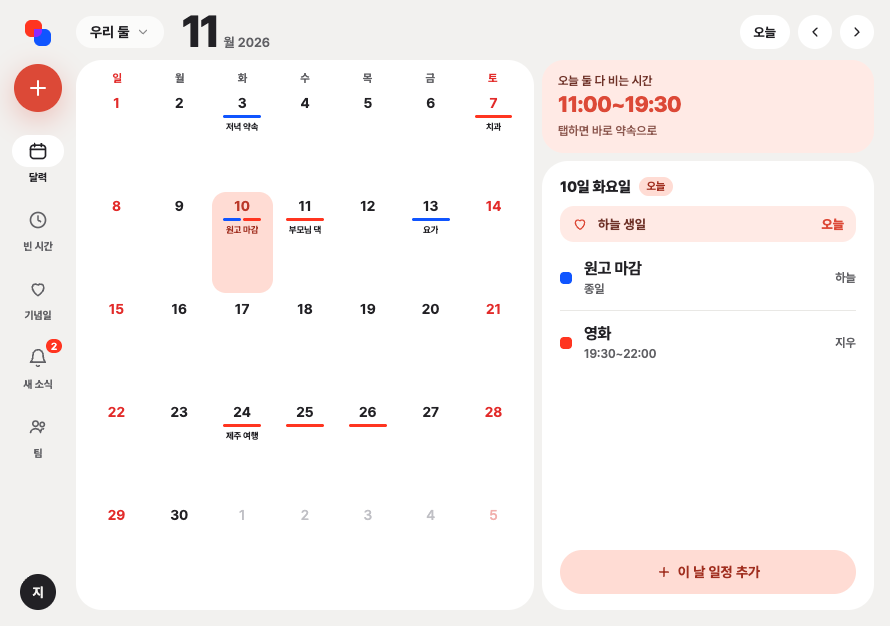 우리 둘
11 월 2026
오늘
달력
빈 시간
기념일
2
새 소식
팀
지
일 월 화 수 목 금 토
1 2 3 4 5 6 7
저녁 약속 치과
8 9 10 11 12 13 14
원고 마감 부모님 댁 요가
15 16 17 18 19 20 21
22 23 24 25 26 27 28
제주 여행
29 30 1 2 3 4 5
오늘 둘 다 비는 시간
11:00~19:30
탭하면 바로 약속으로
10일 화요일 오늘
하늘 생일 오늘
원고 마감
종일
하늘
영화
19:30~22:00
지우
+ 이 날 일정 추가